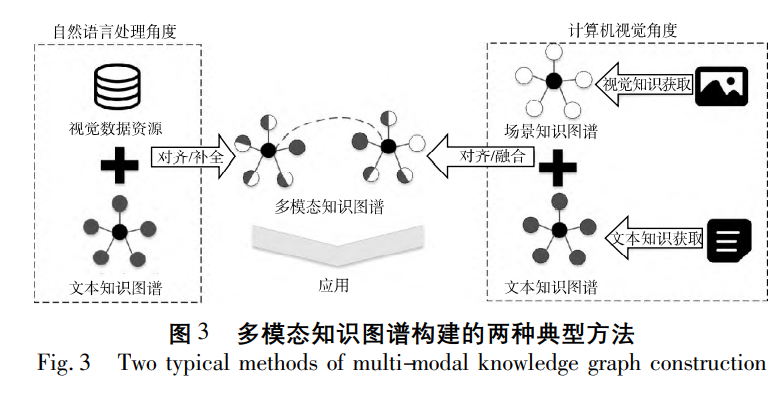 自然语言处理角度
计算机视觉角度
视觉数据资源
对齐/补全
文本知识图谱
多模态知识图谱
应用
对齐/融合
场景知识图谱
视觉知识获取
文本知识获取
文本知识图谱
图 3 多模态知识图谱构建的两种典型方法
Fig. 3 Two typical methods of multi-modal knowledge graph construction